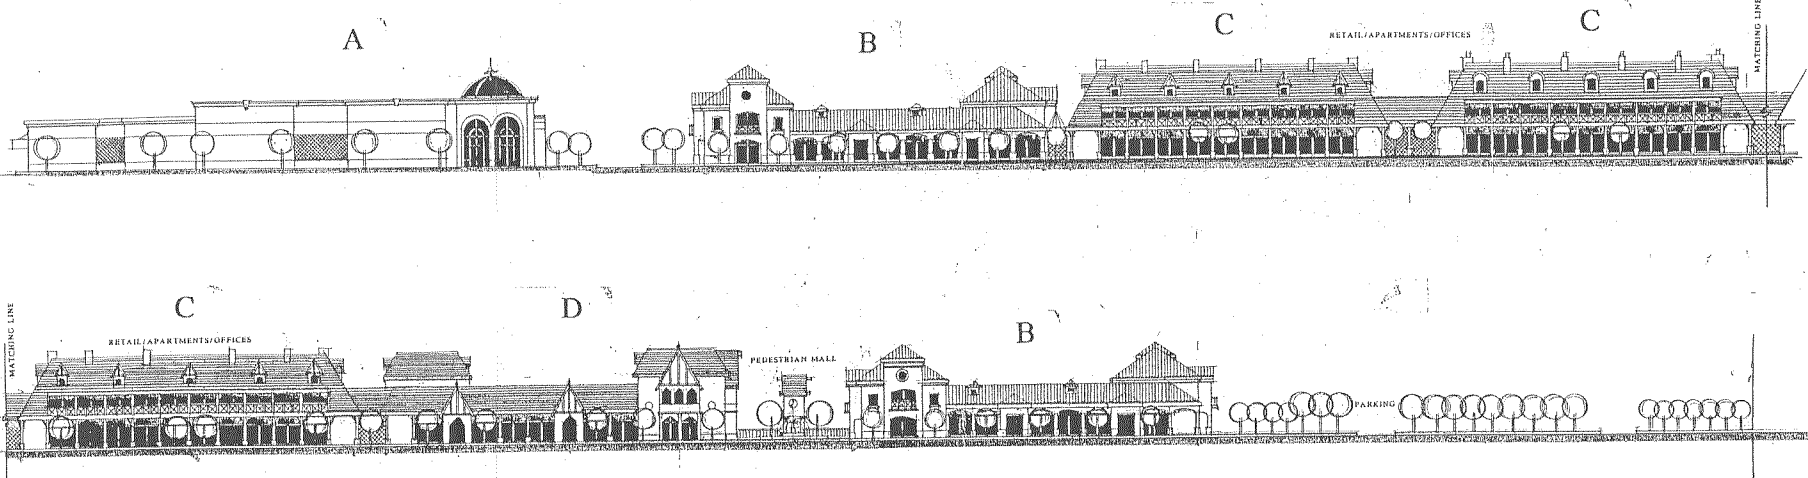 A
B
C
RETAIL/APARTMENTS/OFFICES
C
MATCHING LINE
MATCHING LINE
C
RETAIL/APARTMENTS/OFFICES
D
PEDESTRIAN MALL
B
PARKING